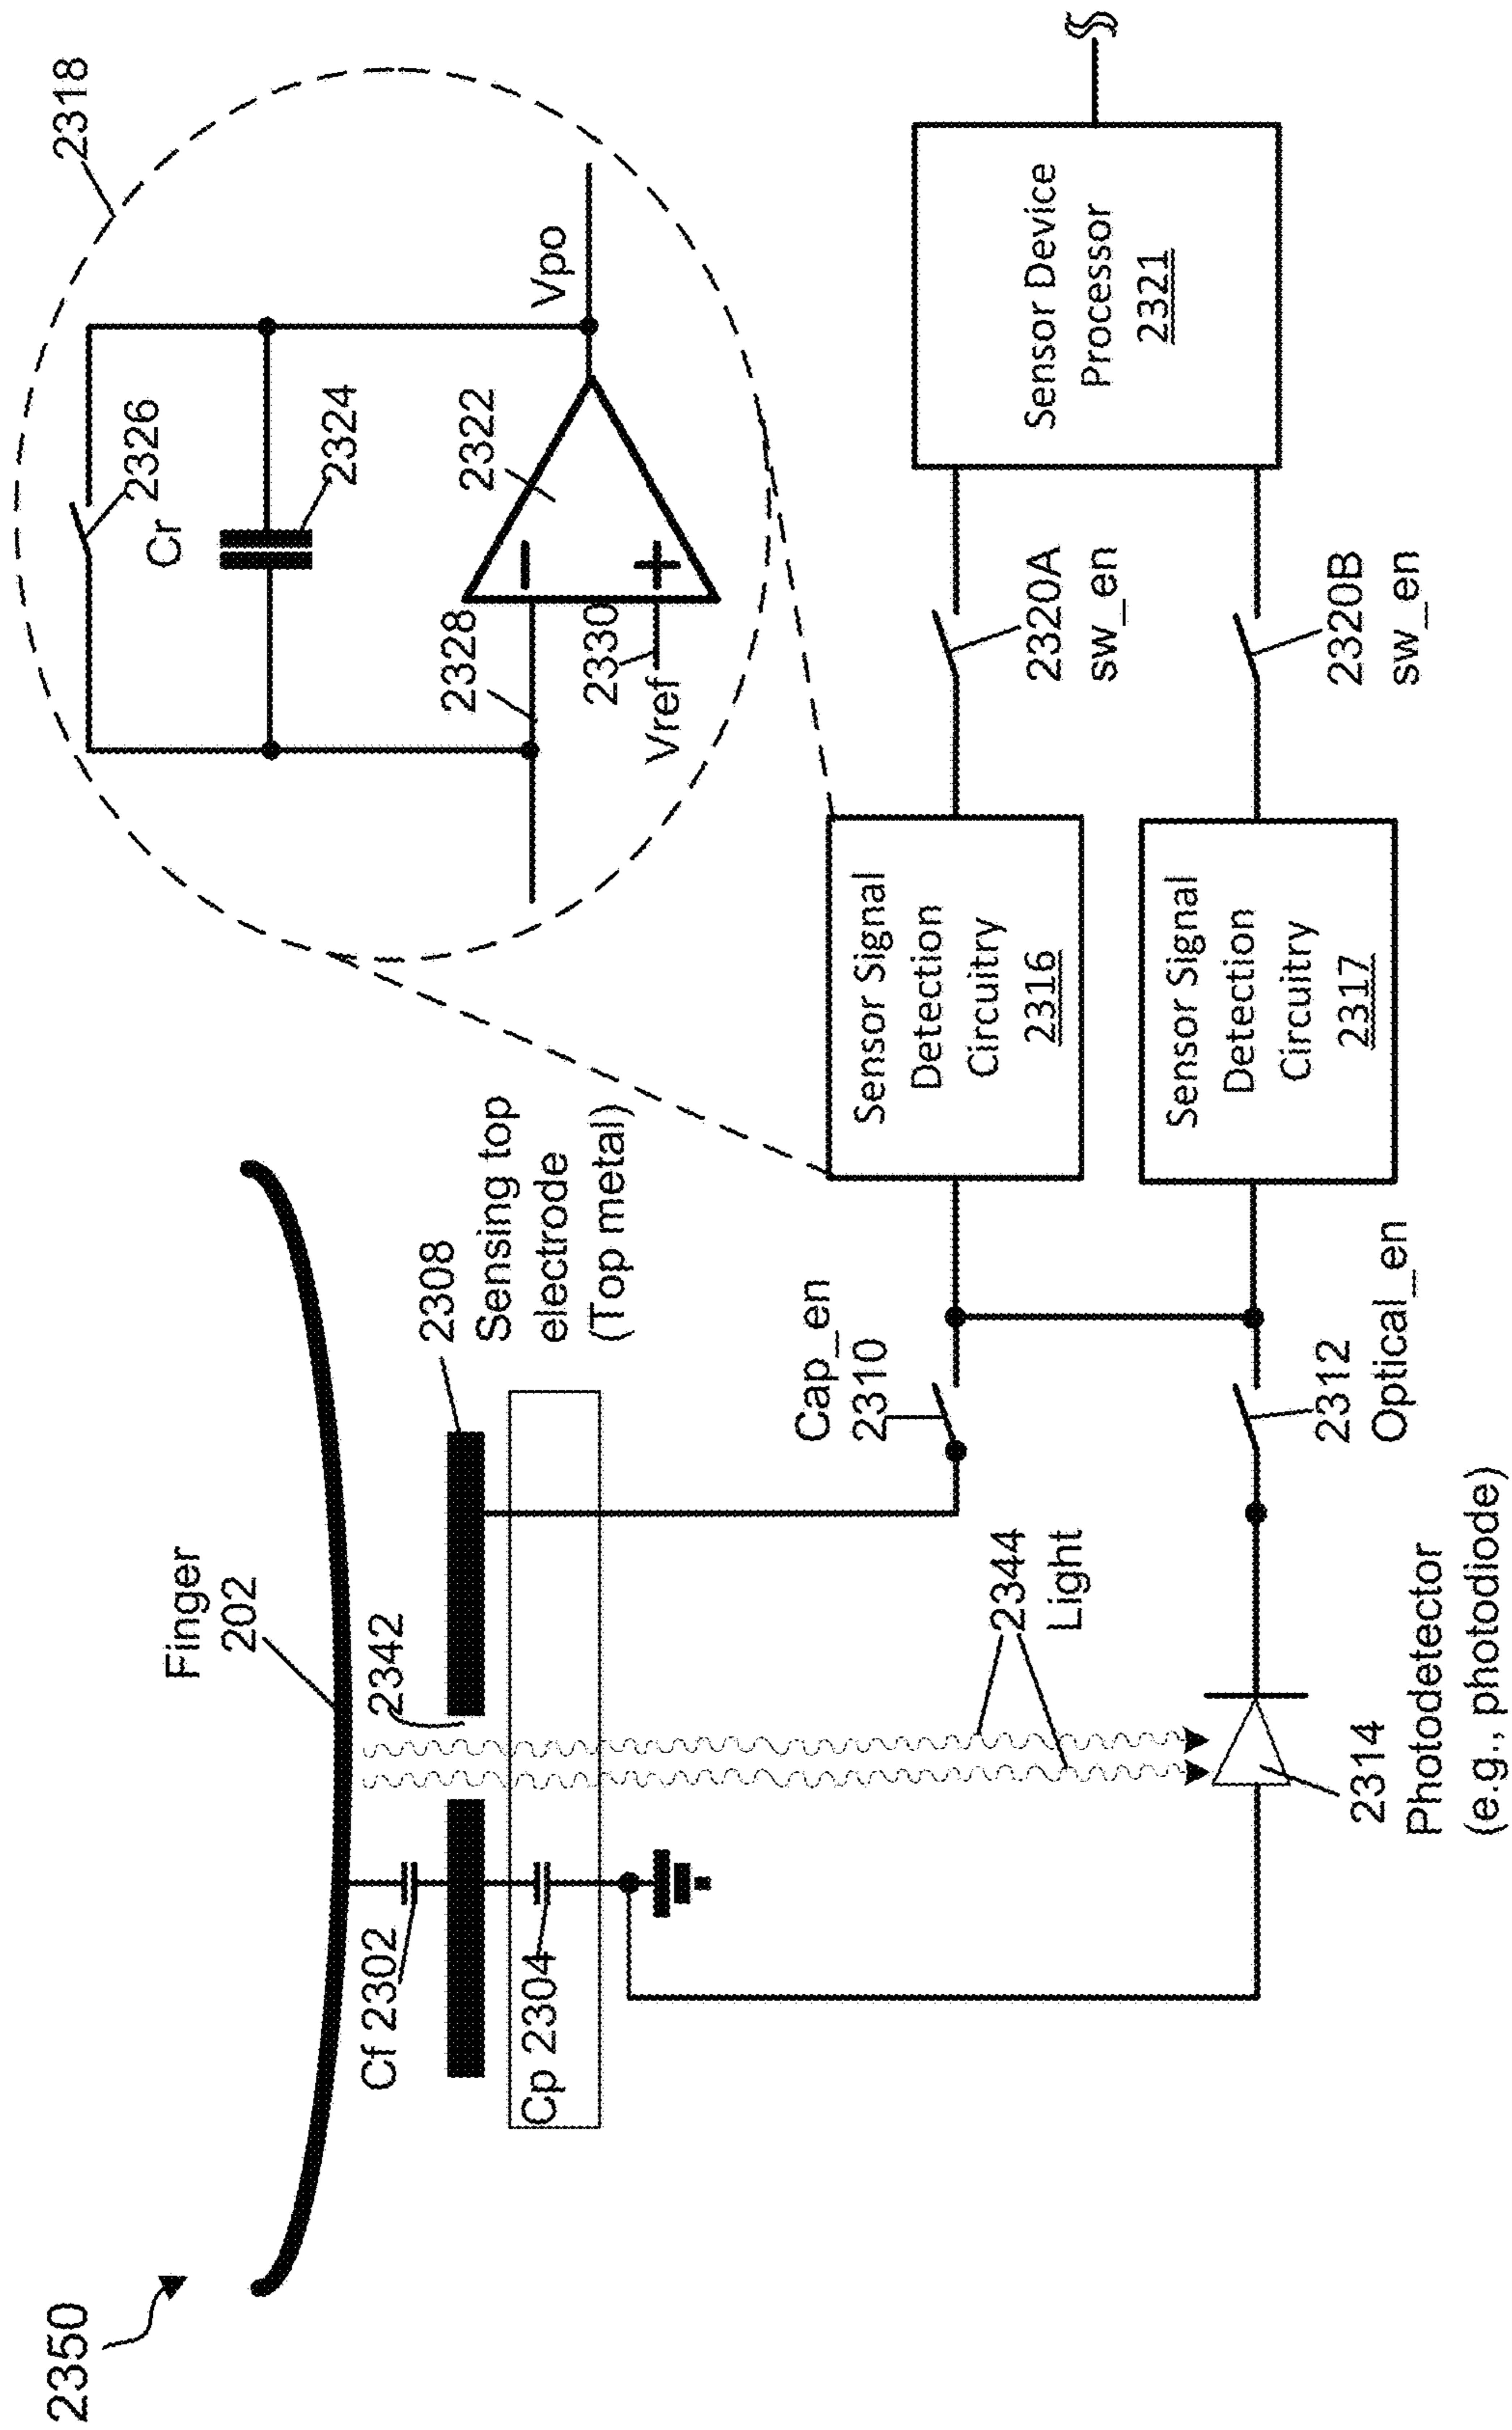 2350
Finger
202
2342
Cf 2302
Cp 2304
2308
Sensing top
electrode
(Top metal)
2344
Light
2314
Photodetector
(e.g., photodiode)
Cap_en
2310
2312
Optical_en
2318
2326
Cr
2324
2322
2328
2330
Vref
Vpo
−
+
Sensor Signal
Detection
Circuitry
2316
Sensor Signal
Detection
Circuitry
2317
2320A
sw_en
2320B
sw_en
Sensor Device
Processor
2321